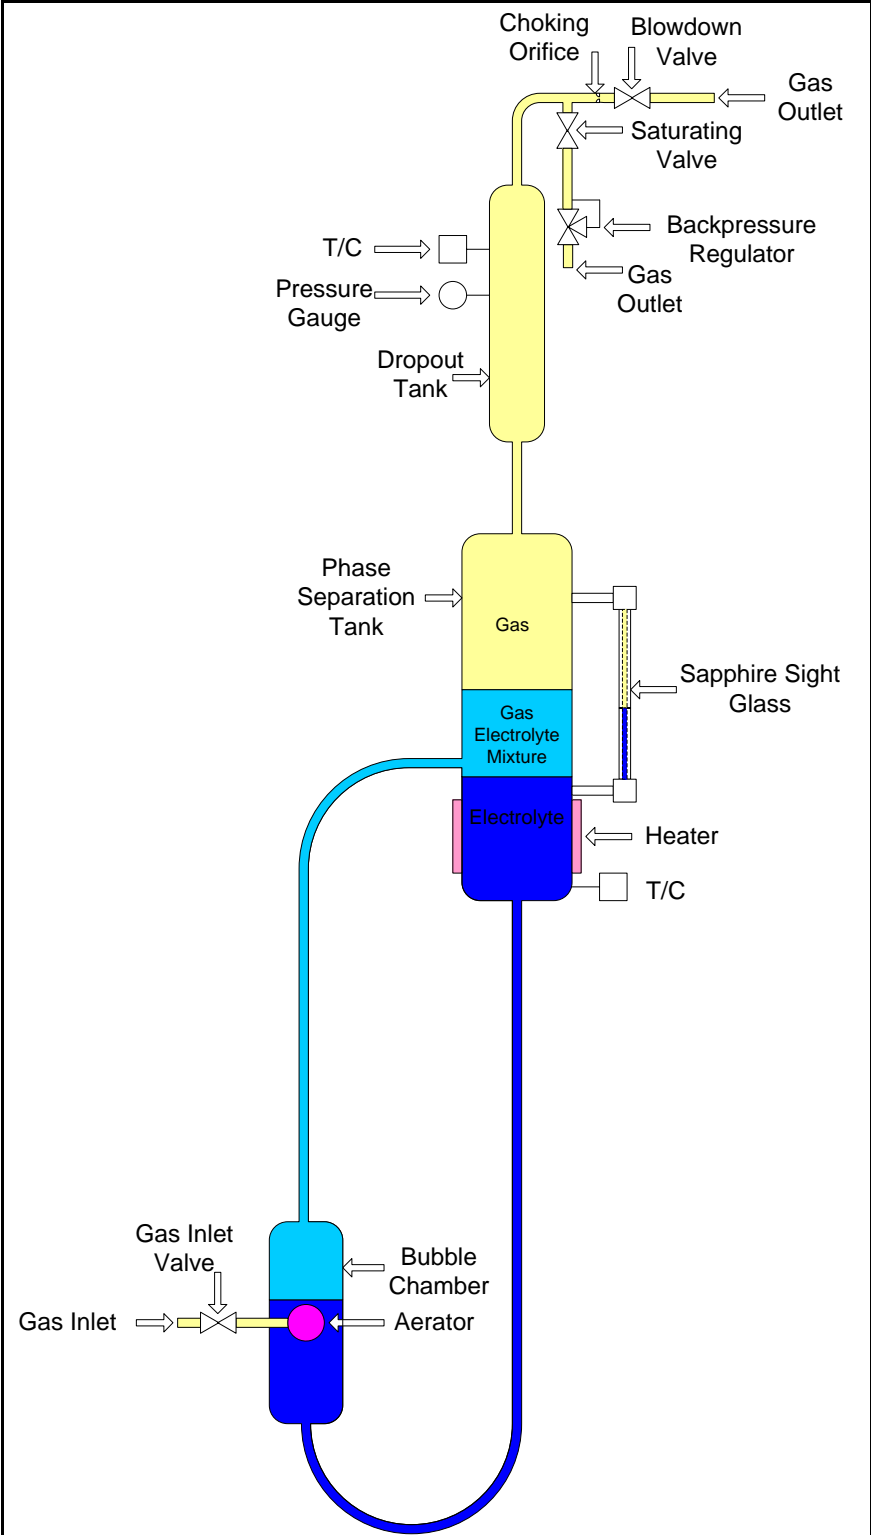 Choking
Orifice
Blowdown
Valve
Gas
Outlet
Saturating
Valve
T/C
Backpressure
Regulator
Pressure
Gauge
Gas
Outlet
Dropout
Tank
Phase
Separation
Tank
Gas
Sapphire Sight
Glass
Gas
Electrolyte
Mixture
Electrolyte
Heater
T/C
Gas Inlet
Valve
Bubble
Chamber
Gas Inlet
Aerator